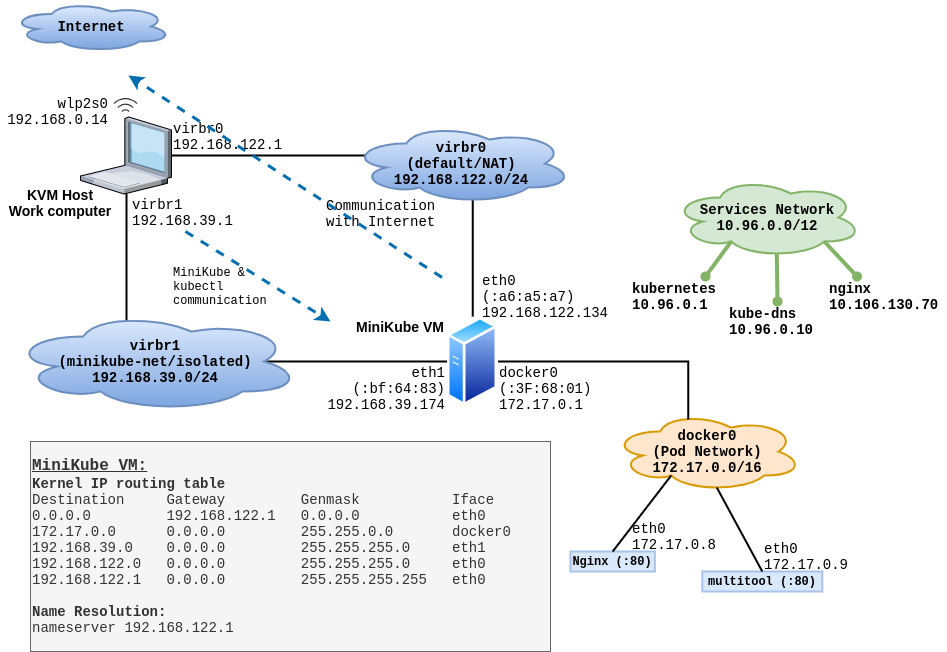 Internet
wlp2s0
192.168.0.14
virbr0
192.168.122.1
virbr0
(default/NAT)
192.168.122.0/24
KVM Host
Work computer
virbr1
192.168.39.1
Communication
with Internet
Services Network
10.96.0.0/12
MiniKube &
kubectl
communication
eth0
(:a6:a5:a7)
192.168.122.134
kubernetes
10.96.0.1
kube-dns
10.96.0.10
nginx
10.106.130.70
MiniKube VM
virbr1
(minikube-net/isolated)
192.168.39.0/24
eth1
(:bf:64:83)
192.168.39.174
docker0
(:3F:68:01)
172.17.0.1
docker0
(Pod Network)
172.17.0.0/16
eth0
172.17.0.8
Nginx (:80)
eth0
172.17.0.9
multitool (:80)
MiniKube VM:
Kernel IP routing table
Destination     Gateway         Genmask           Iface
0.0.0.0         192.168.122.1   0.0.0.0           eth0
172.17.0.0      0.0.0.0         255.255.0.0       docker0
192.168.39.0    0.0.0.0         255.255.255.0     eth1
192.168.122.0   0.0.0.0         255.255.255.0     eth0
192.168.122.1   0.0.0.0         255.255.255.255   eth0
Name Resolution:
nameserver 192.168.122.1